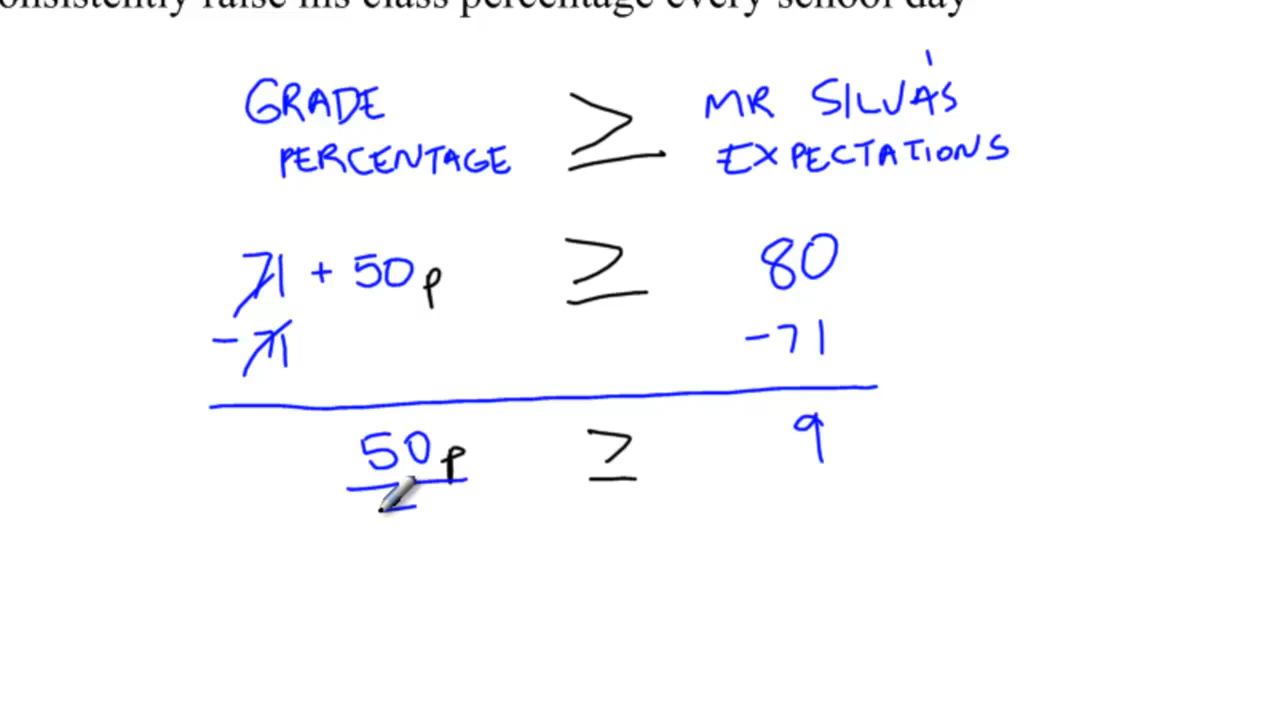 consistently raise his class percentage every school day
GRADE PERCENTAGE ≥ MR SILVA'S EXPECTATIONS
71 + 50p ≥ 80
-71 -71
50p ≥ 9